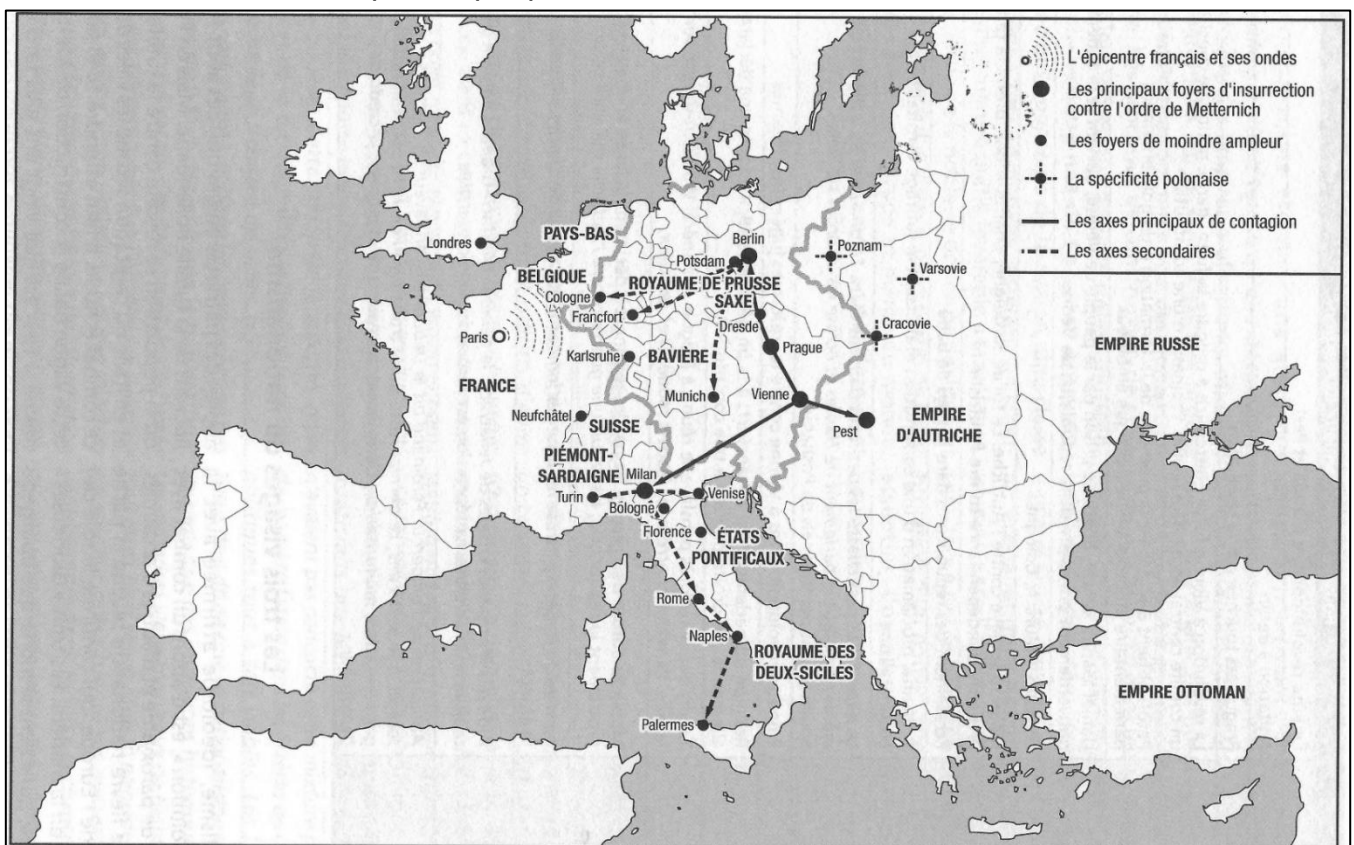 L'épicentre français et ses ondes
Les principaux foyers d'insurrection
contre l'ordre de Metternich
Les foyers de moindre ampleur
La spécificité polonaise
Les axes principaux de contagion
Les axes secondaires
Londres
PAYS-BAS
BELGIQUE
Cologne
Francfort
Paris
Karlsruhe
FRANCE
Neufchâtel
SUISSE
Berlin
Potsdam
ROYAUME DE PRUSSE
SAXE
Dresde
Prague
BAVIÈRE
Munich
Vienne
Pest
Poznam
Varsovie
Cracovie
EMPIRE RUSSE
EMPIRE
D'AUTRICHE
PIÉMONT-
SARDAIGNE
Milan
Turin
Venise
Bologne
Florence
ÉTATS
PONTIFICAUX
Rome
Naples
ROYAUME DES
DEUX-SICILES
Palermes
EMPIRE OTTOMAN